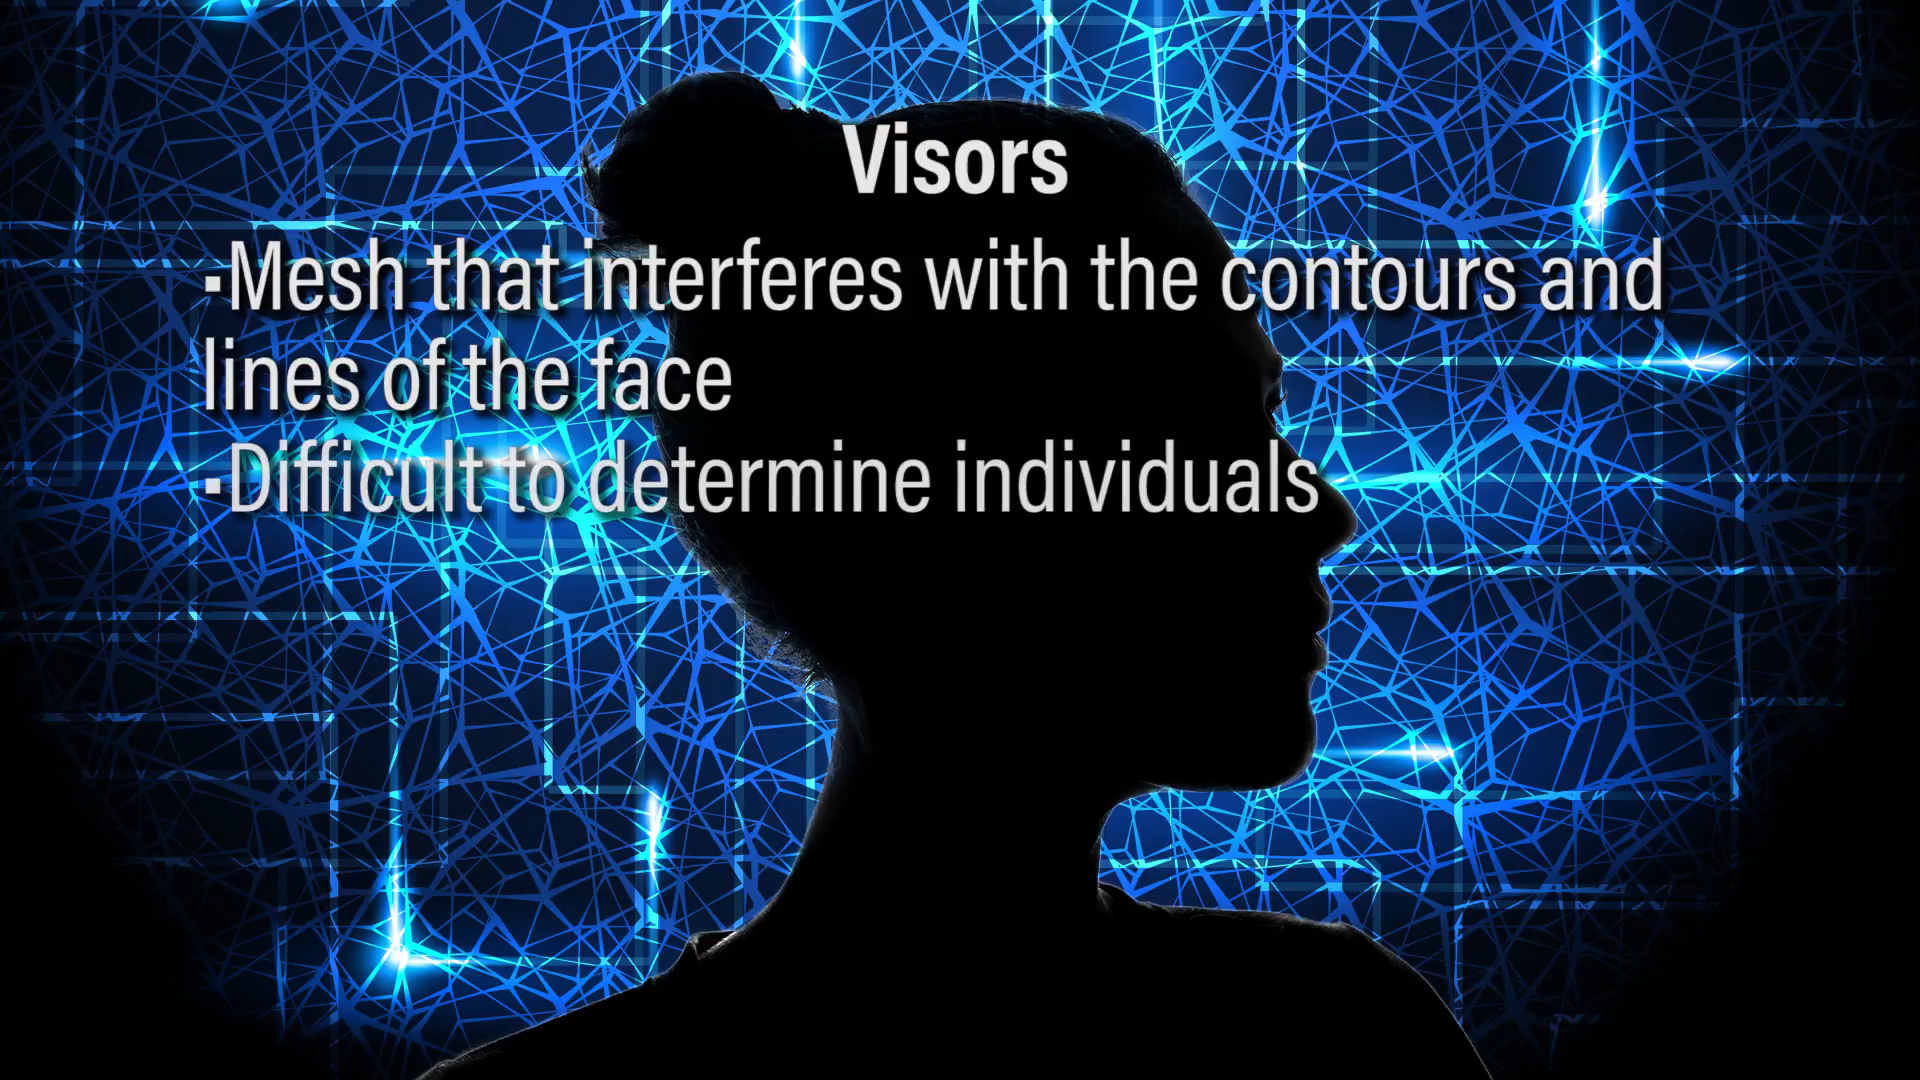 Visors
▪Mesh that interferes with the contours and
lines of the face
▪Difficult to determine individuals